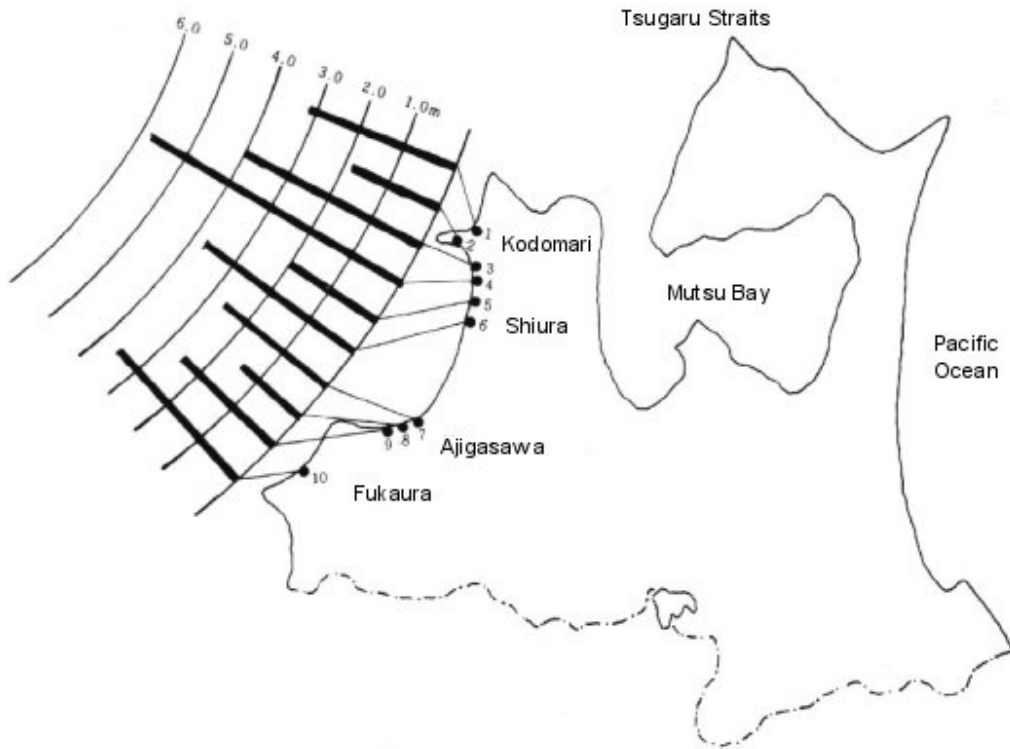 Tsugaru Straits
6.0
5.0
4.0
3.0
2.0
1.0m
1
Kodomari
2
3
4
Mutsu Bay
5
6
Shiura
Pacific
Ocean
7
8
9
Ajigasawa
10
Fukaura